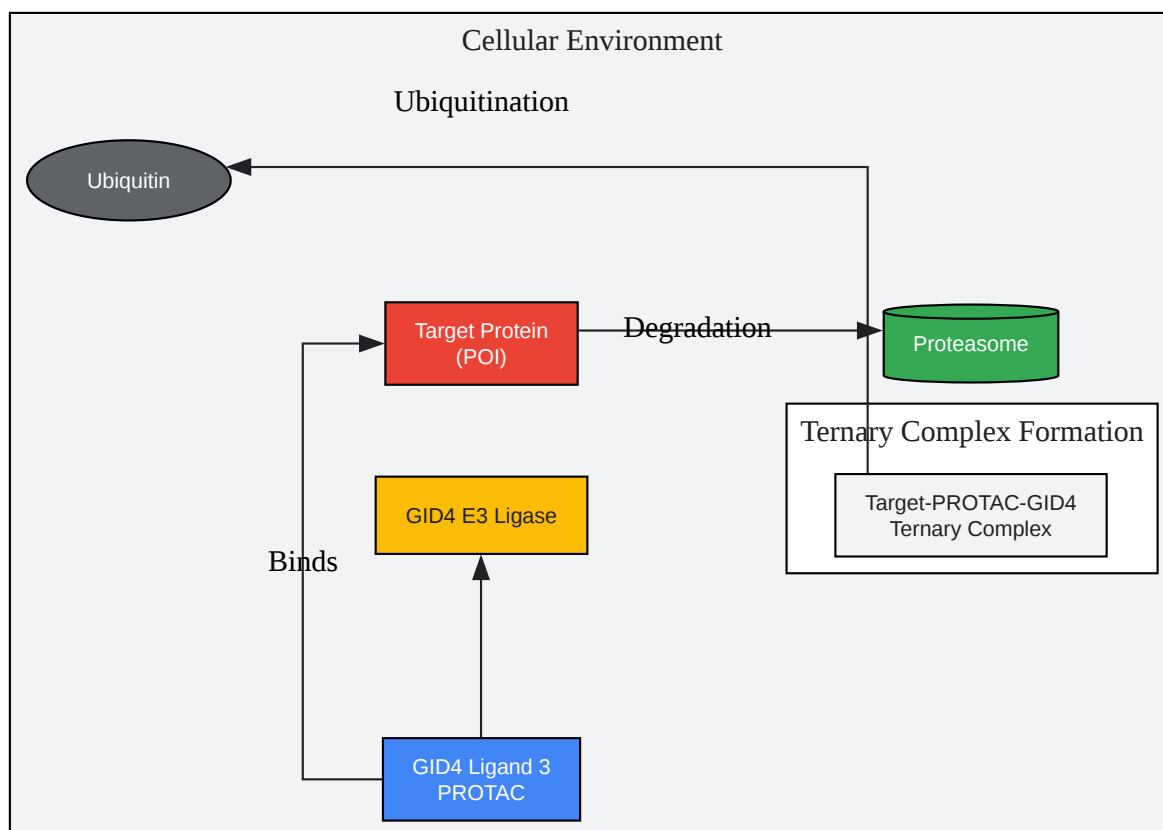 Cellular Environment
Ubiquitination
Ubiquitin
Target Protein
(POI)
Degradation
Proteasome
Ternary Complex Formation
Target-PROTAC-GID4
Ternary Complex
GID4 E3 Ligase
Binds
GID4 Ligand 3
PROTAC